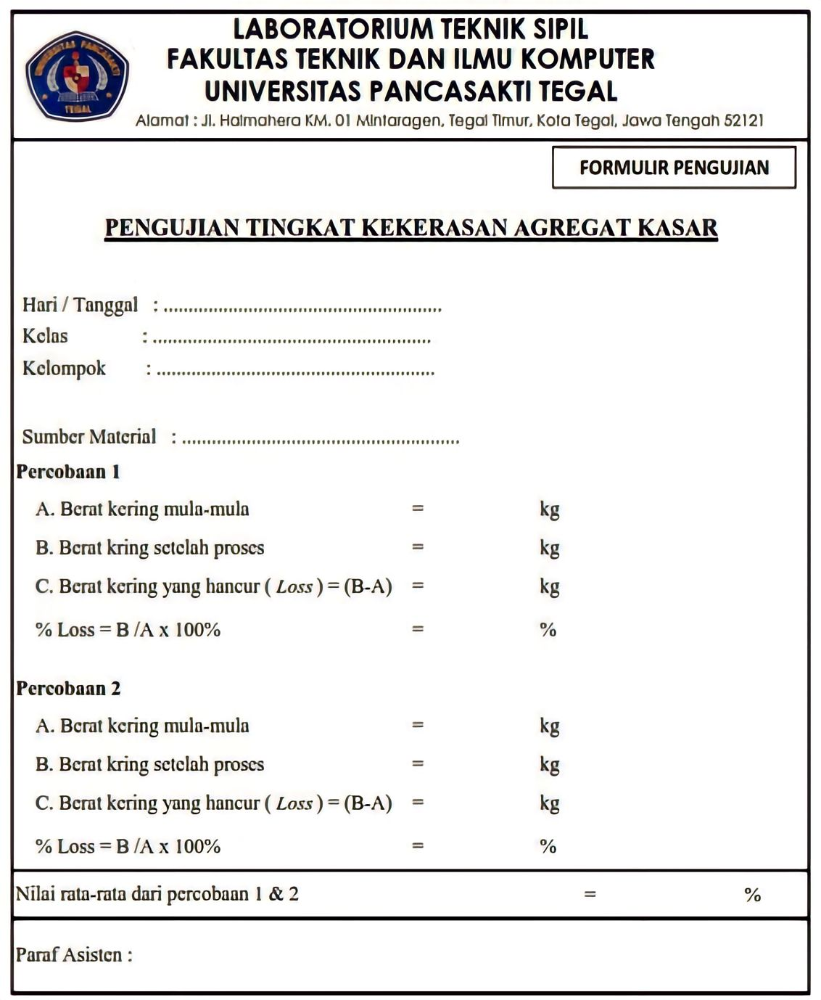 LABORATORIUM TEKNIK SIPIL
FAKULTAS TEKNIK DAN ILMU KOMPUTER
UNIVERSITAS PANCASAKTI TEGAL
Alamat : Jl. Halmahera KM. 01 Mintaragen, Tegal Timur, Kota Tegal, Jawa Tengah 52121
UNIVERSITAS PANCASAKTI
TEGAL
FORMULIR PENGUJIAN
PENGUJIAN TINGKAT KEKERASAN AGREGAT KASAR
Hari / Tanggal : ........................................................
Kelas : ........................................................
Kelompok : ........................................................
Sumber Material : ........................................................
Percobaan 1
A. Berat kering mula-mula = kg
B. Berat kring setelah proses = kg
C. Berat kering yang hancur ( Loss ) = (B-A) = kg
% Loss = B /A x 100% = %
Percobaan 2
A. Berat kering mula-mula = kg
B. Berat kring setelah proses = kg
C. Berat kering yang hancur ( Loss ) = (B-A) = kg
% Loss = B /A x 100% = %
Nilai rata-rata dari percobaan 1 & 2 = %
Paraf Asisten :